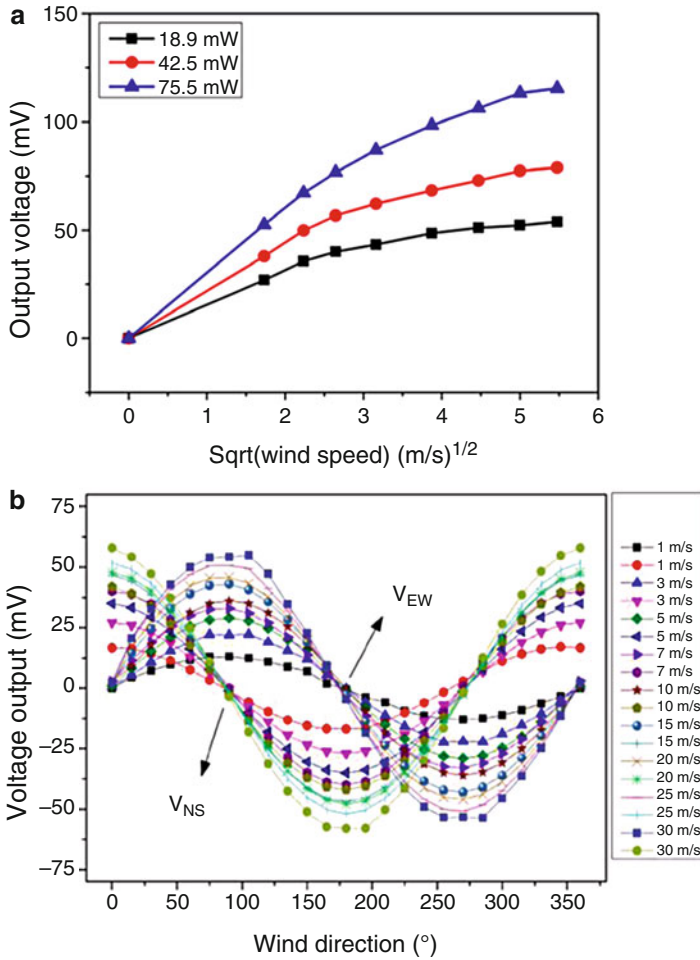 a
150
100
50
0
Output voltage (mV)
18.9 mW
42.5 mW
75.5 mW
0 1 2 3 4 5 6
Sqrt(wind speed) (m/s)1/2
b
75
50
25
0
−25
−50
−75
Voltage output (mV)
VEW
VNS
0 50 100 150 200 250 300 350
Wind direction (°)
1 m/s
1 m/s
3 m/s
3 m/s
5 m/s
5 m/s
7 m/s
7 m/s
10 m/s
10 m/s
15 m/s
15 m/s
20 m/s
20 m/s
25 m/s
25 m/s
30 m/s
30 m/s